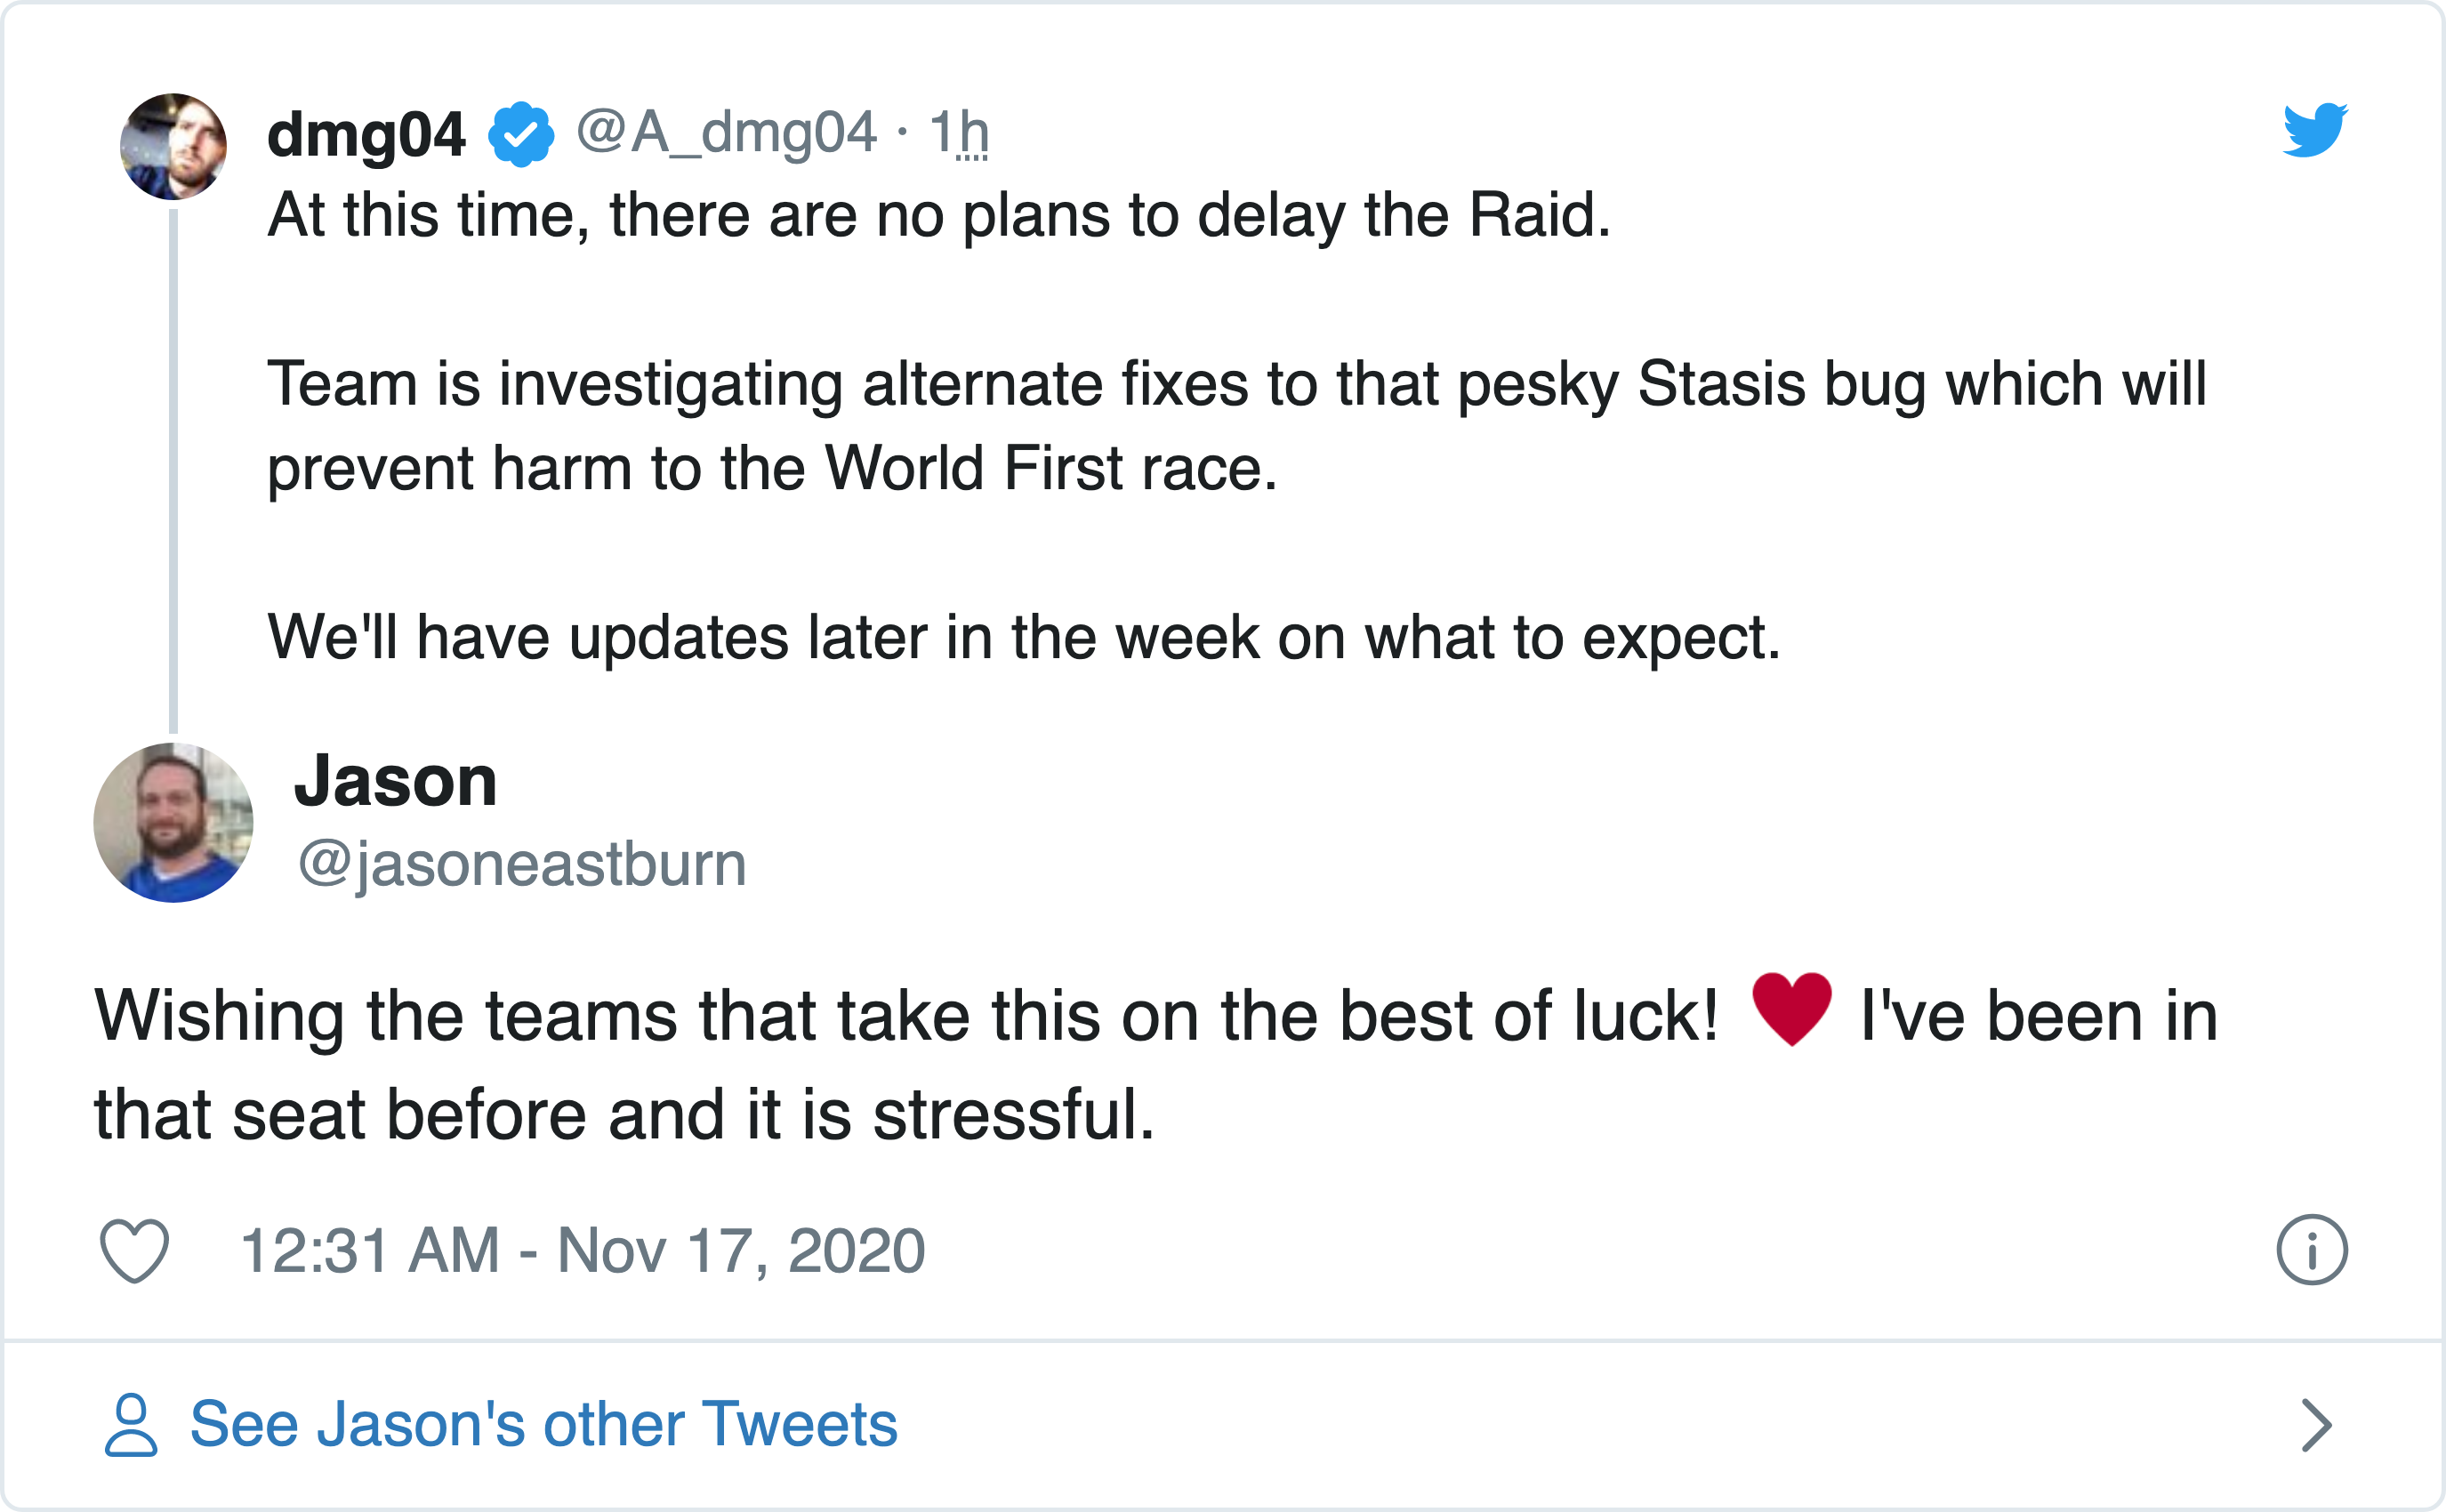 dmg04 @A_dmg04 · 1h
At this time, there are no plans to delay the Raid.
Team is investigating alternate fixes to that pesky Stasis bug which will
prevent harm to the World First race.
We'll have updates later in the week on what to expect.
Jason
@jasoneastburn
Wishing the teams that take this on the best of luck! ❤️ I've been in
that seat before and it is stressful.
12:31 AM - Nov 17, 2020
See Jason's other Tweets